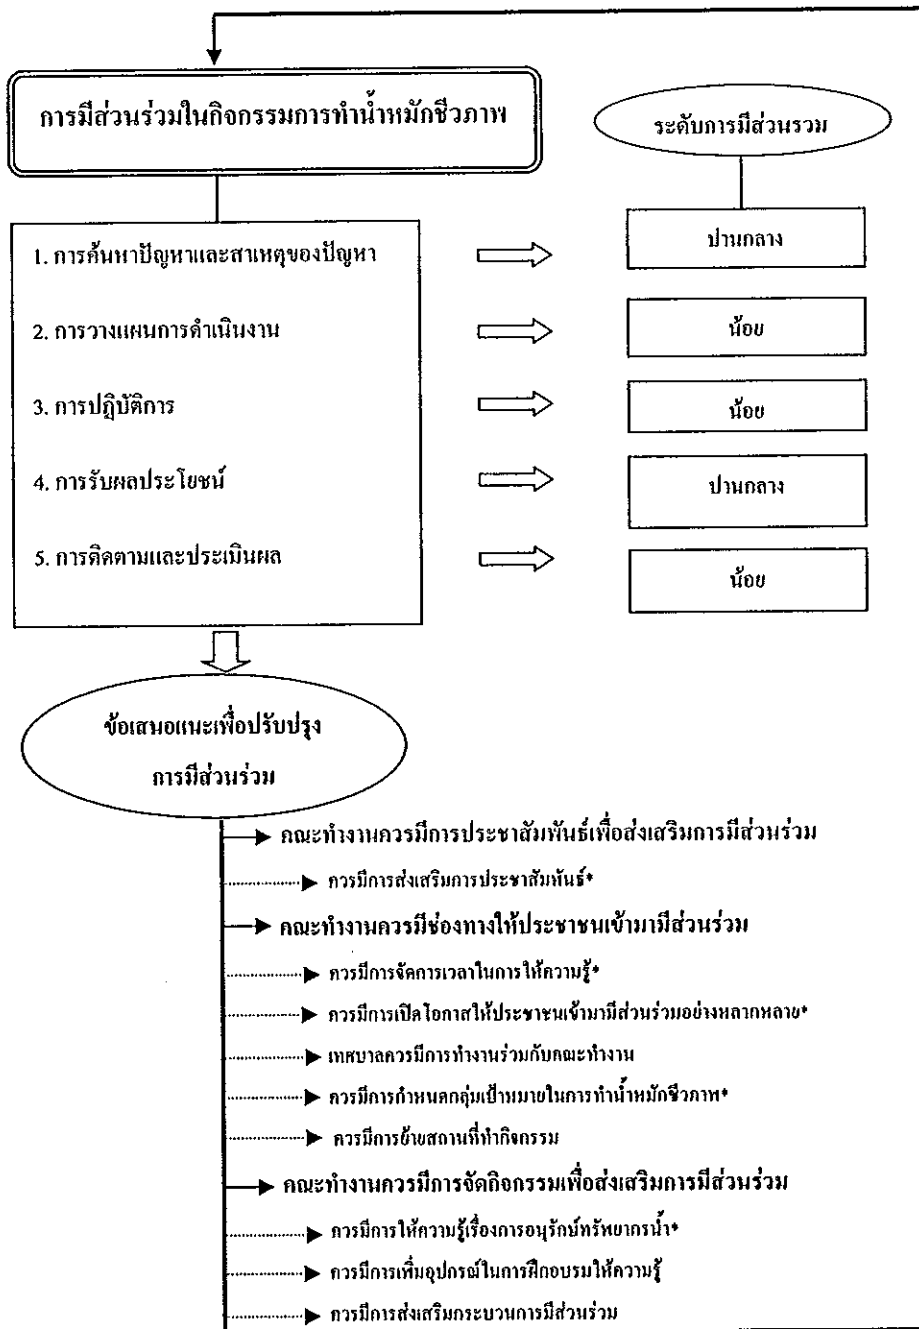 การมีส่วนร่วมในกิจกรรมการทำน้ำหมักชีวภาพ
ระดับการมีส่วนรวม
1. การค้นหาปัญหาและสาเหตุของปัญหา
ปานกลาง
2. การวางแผนการดำเนินงาน
น้อย
3. การปฏิบัติการ
น้อย
4. การรับผลประโยชน์
ปานกลาง
5. การติดตามและประเมินผล
น้อย
ข้อเสนอแนะเพื่อปรับปรุง
การมีส่วนร่วม
คณะทำงานควรมีการประชาสัมพันธ์เพื่อส่งเสริมการมีส่วนร่วม
ควรมีการส่งเสริมการประชาสัมพันธ์*
คณะทำงานควรมีช่องทางให้ประชาชนเข้ามามีส่วนร่วม
ควรมีการจัดการเวลาในการให้ความรู้*
ควรมีการเปิดโอกาสให้ประชาชนเข้ามามีส่วนร่วมอย่างหลากหลาย*
เทศบาลควรมีการทำงานร่วมกับคณะทำงาน
ควรมีการกำหนดกลุ่มเป้าหมายในการทำน้ำหมักชีวภาพ*
ควรมีการย้ายสถานที่ทำกิจกรรม
คณะทำงานควรมีการจัดกิจกรรมเพื่อส่งเสริมการมีส่วนร่วม
ควรมีการให้ความรู้เรื่องการอนุรักษ์ทรัพยากรน้ำ*
ควรมีการเพิ่มอุปกรณ์ในการฝึกอบรมให้ความรู้
ควรมีการส่งเสริมกระบวนการมีส่วนร่วม